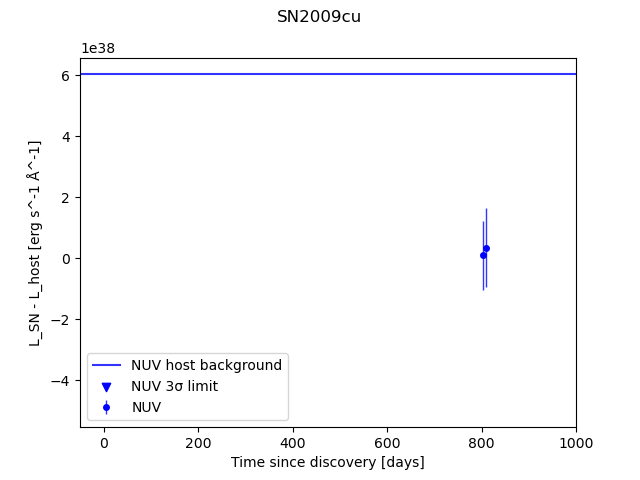 SN2009cu
1e38
6
4
2
0
−2
−4
L_SN - L_host [erg s^-1 Å^-1]
NUV host background
NUV 3σ limit
NUV
0 200 400 600 800 1000
Time since discovery [days]